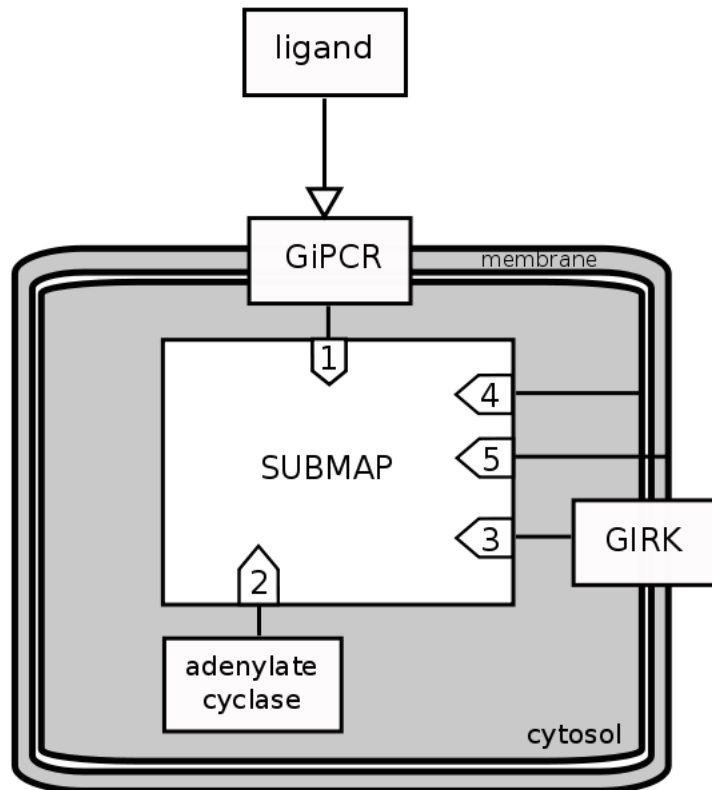 ligand
GiPCR
membrane
1
4
SUBMAP
5
3
GIRK
2
adenylate
cyclase
cytosol